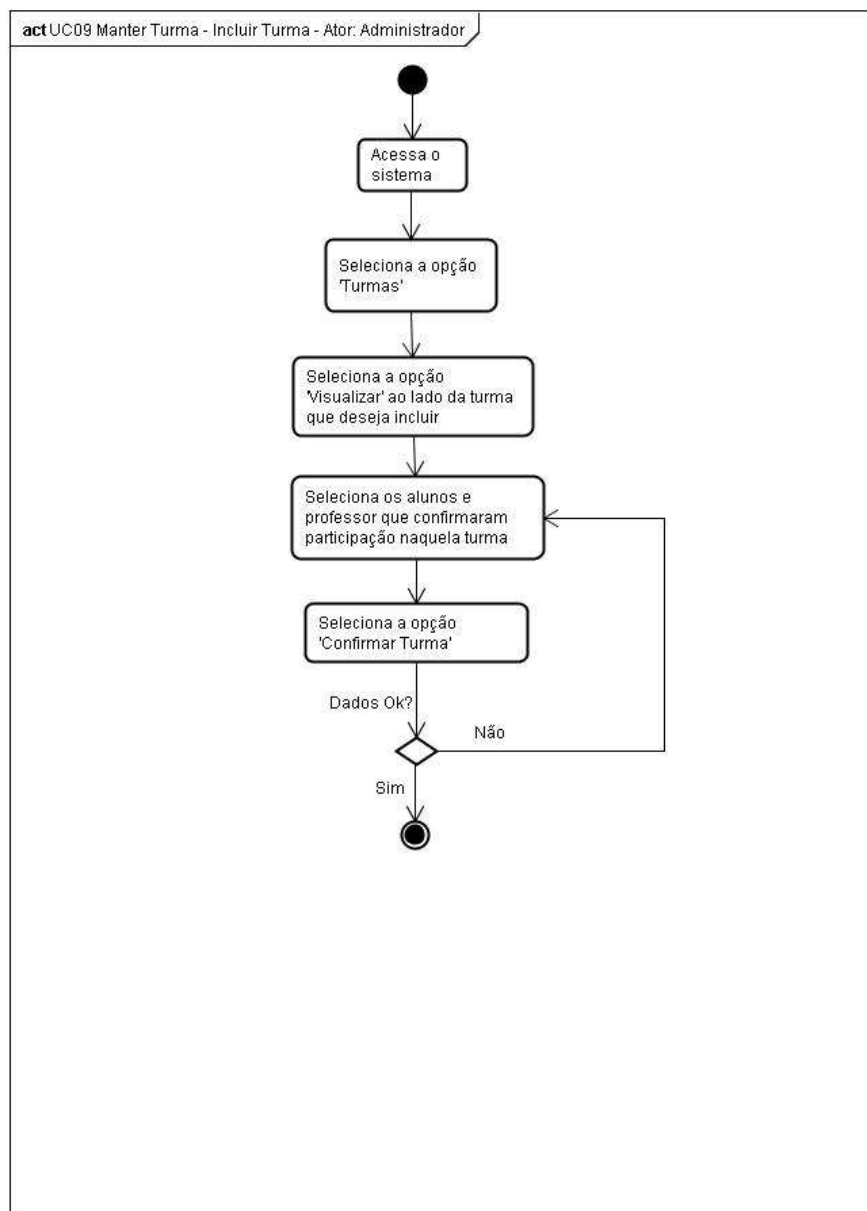 act UC09 Manter Turma - Incluir Turma - Ator: Administrador
Acessa o
sistema
Seleciona a opção
'Turmas'
Seleciona a opção
'Visualizar' ao lado da turma
que deseja incluir
Seleciona os alunos e
professor que confirmaram
participação naquela turma
Seleciona a opção
'Confirmar Turma'
Dados Ok?
Não
Sim